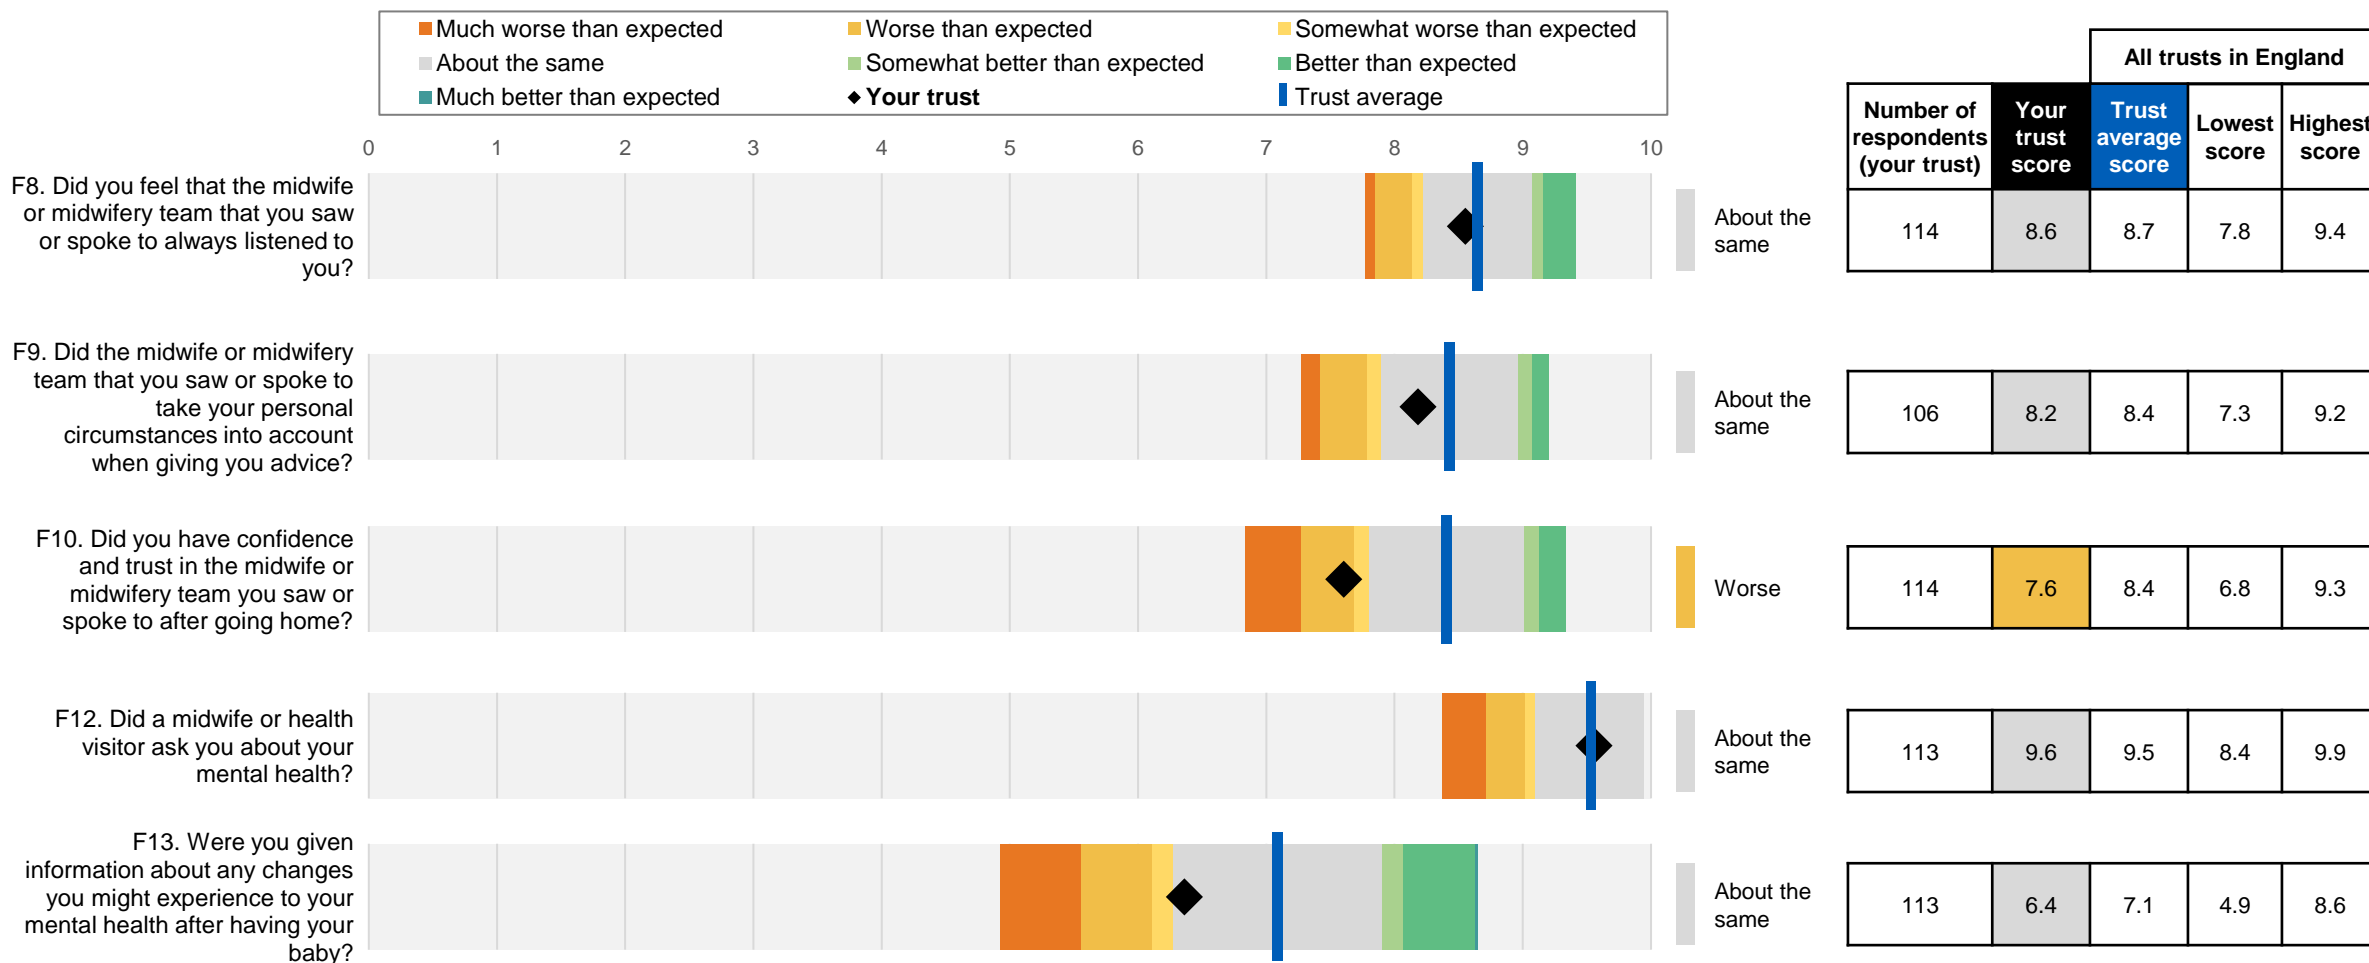 Much worse than expected
Worse than expected
Somewhat worse than expected
About the same
Somewhat better than expected
Better than expected
Much better than expected
Your trust
Trust average
All trusts in England
Number of
respondents
(your trust)
Your
trust
score
Trust
average
score
Lowest
score
Highest
score
0 1 2 3 4 5 6 7 8 9 10
F8. Did you feel that the midwife
or midwifery team that you saw
or spoke to always listened to
you?
About the
same
114 8.6 8.7 7.8 9.4
F9. Did the midwife or midwifery
team that you saw or spoke to
take your personal
circumstances into account
when giving you advice?
About the
same
106 8.2 8.4 7.3 9.2
F10. Did you have confidence
and trust in the midwife or
midwifery team you saw or
spoke to after going home?
Worse
114 7.6 8.4 6.8 9.3
F12. Did a midwife or health
visitor ask you about your
mental health?
About the
same
113 9.6 9.5 8.4 9.9
F13. Were you given
information about any changes
you might experience to your
mental health after having your
baby?
About the
same
113 6.4 7.1 4.9 8.6